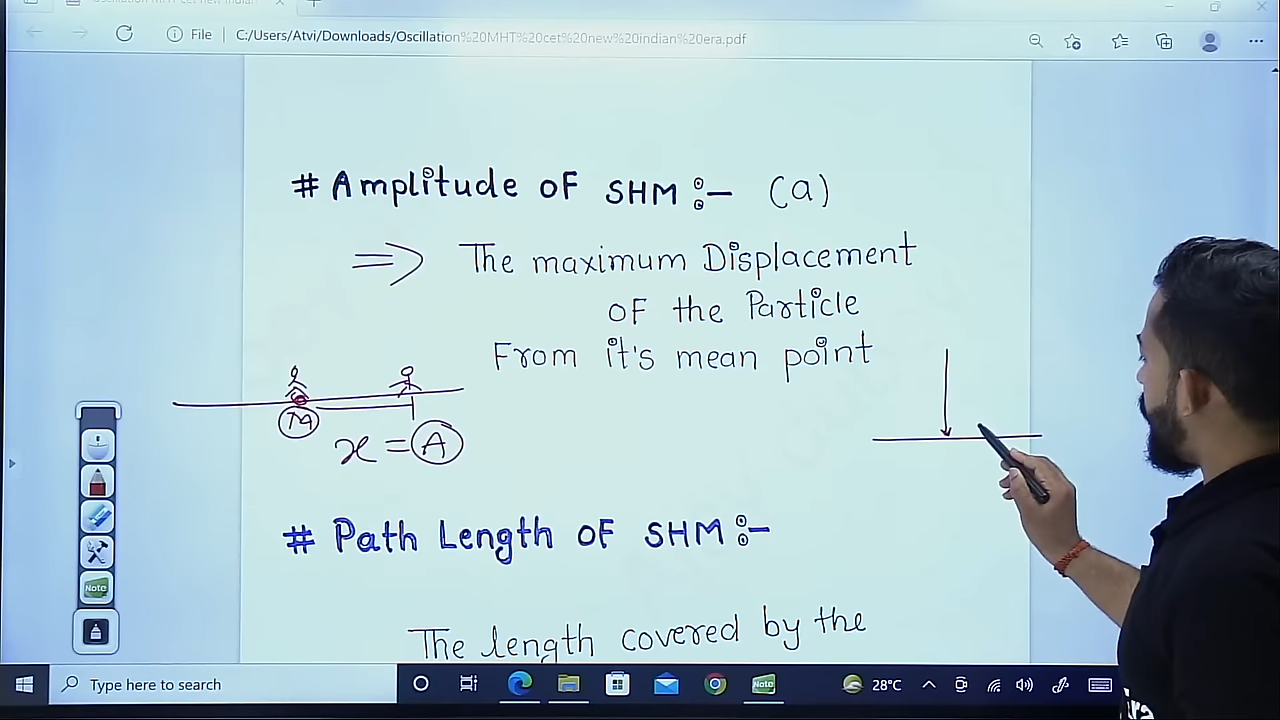 File C:/Users/Atvi/Downloads/Oscillation%20MHT%20cet%20new%20indian%20era.pdf
# Amplitude OF SHM :- (a)
=> The maximum Displacement
OF the Particle
From it's mean point
M
x = A
# Path Length OF SHM :-
The length covered by the
Note
Type here to search
Note
28°C